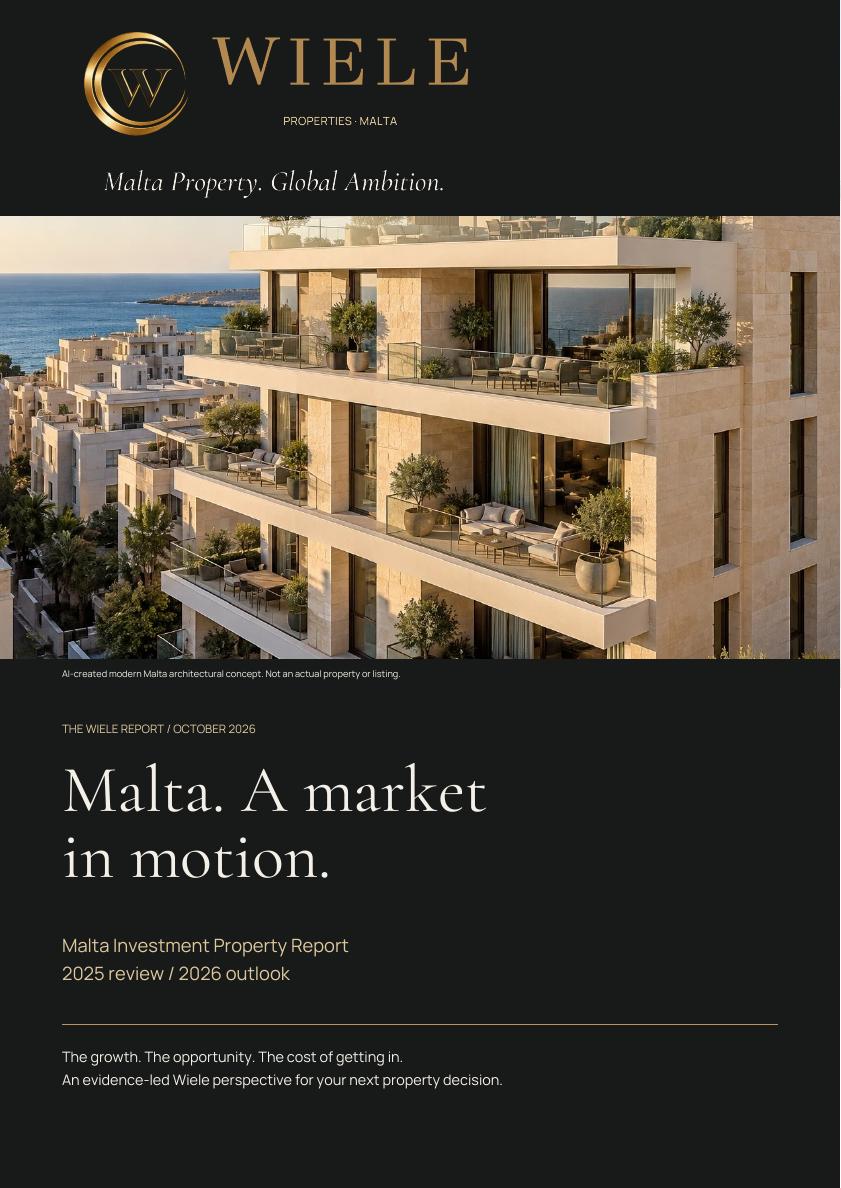 W
WIELE
PROPERTIES · MALTA
Malta Property. Global Ambition.
AI-created modern Malta architectural concept. Not an actual property or listing.
THE WIELE REPORT / OCTOBER 2026
Malta. A market
in motion.
Malta Investment Property Report
2025 review / 2026 outlook
The growth. The opportunity. The cost of getting in.
An evidence-led Wiele perspective for your next property decision.